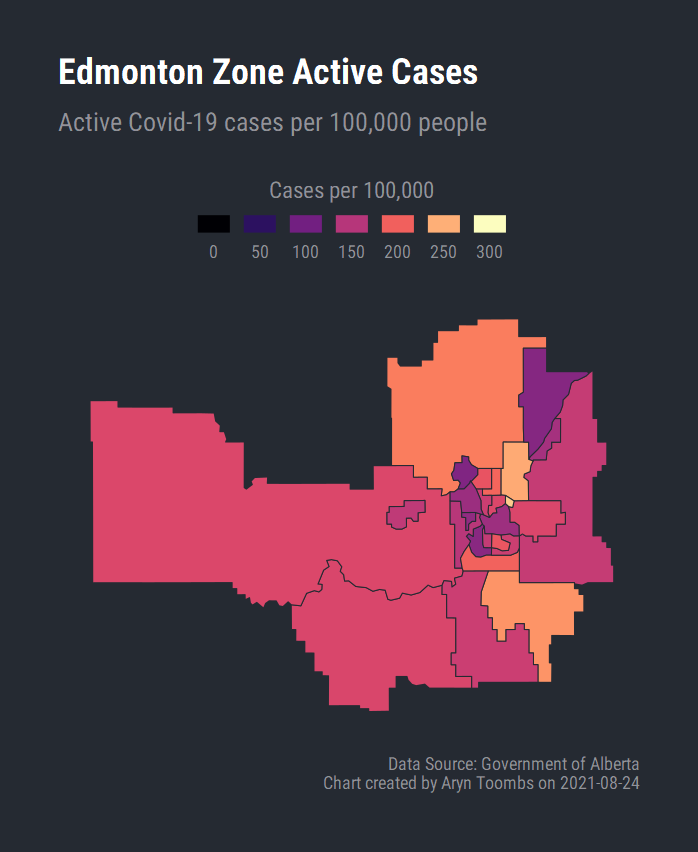 Edmonton Zone Active Cases
Active Covid-19 cases per 100,000 people
Cases per 100,000
0 50 100 150 200 250 300
Data Source: Government of Alberta
Chart created by Aryn Toombs on 2021-08-24